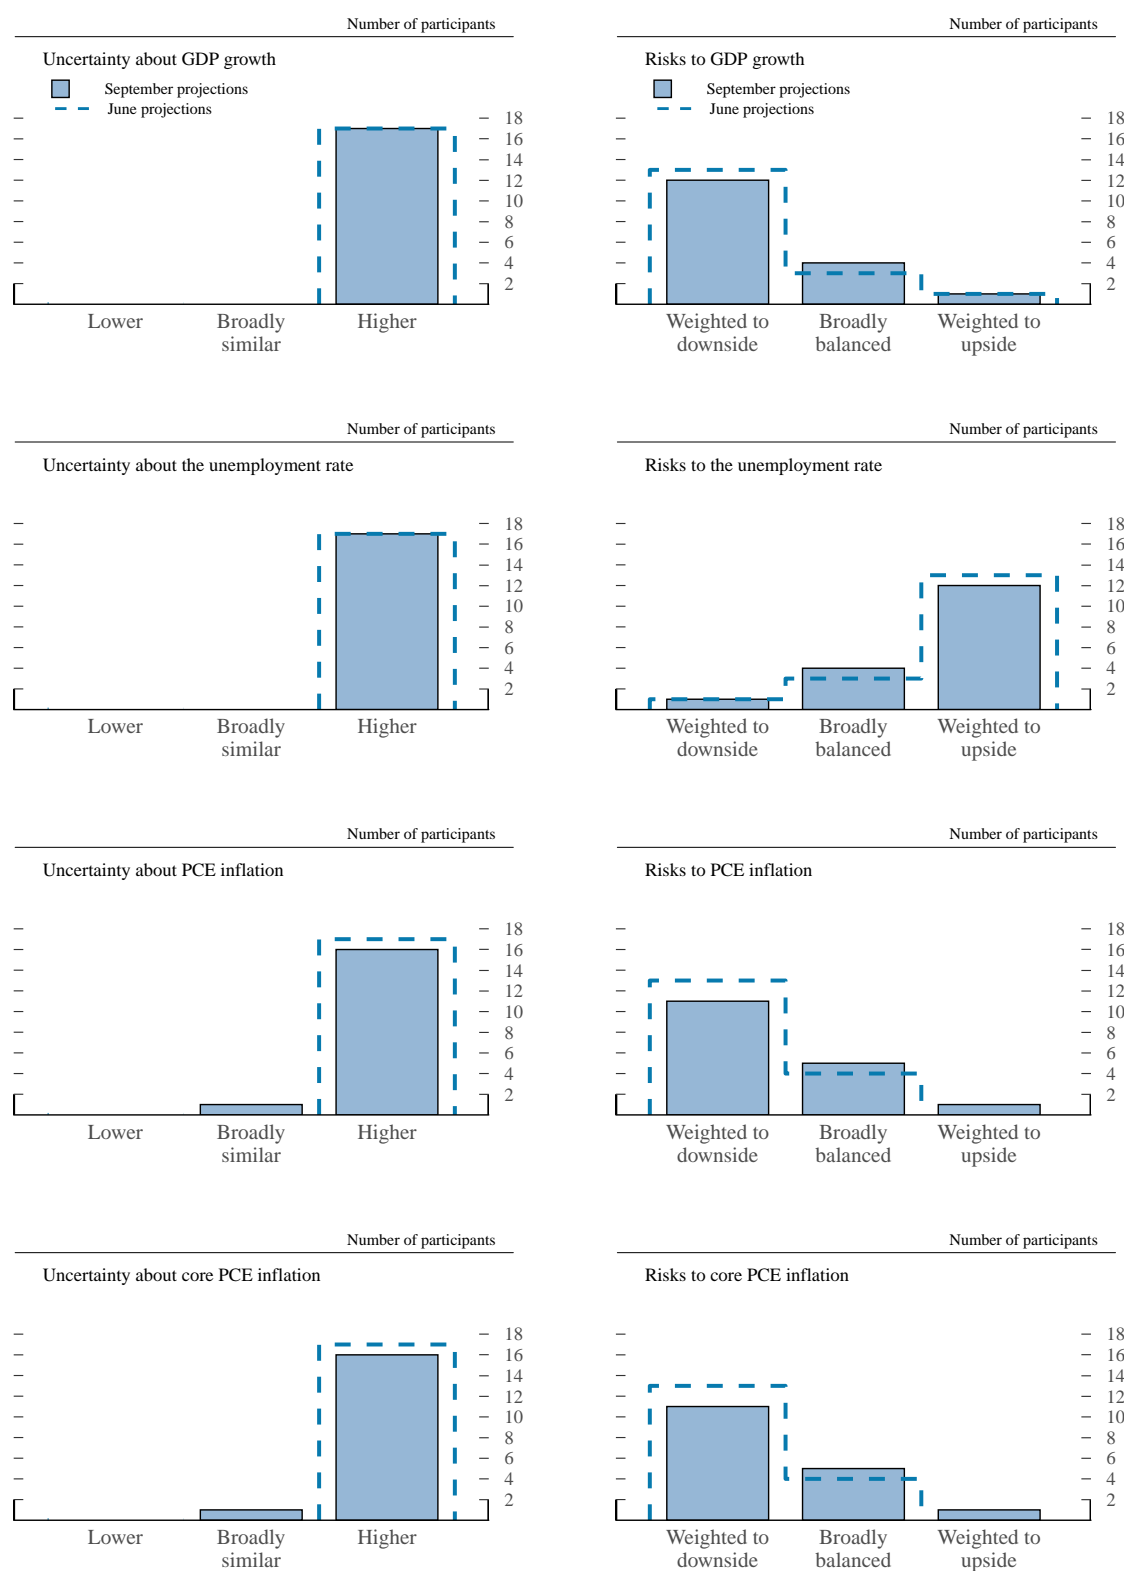 Number of participants
Uncertainty about GDP growth
September projections
June projections
18
16
14
12
10
8
6
4
2
Lower
Broadly
similar
Higher
Number of participants
Risks to GDP growth
September projections
June projections
18
16
14
12
10
8
6
4
2
Weighted to
downside
Broadly
balanced
Weighted to
upside
Number of participants
Uncertainty about the unemployment rate
18
16
14
12
10
8
6
4
2
Lower
Broadly
similar
Higher
Number of participants
Risks to the unemployment rate
18
16
14
12
10
8
6
4
2
Weighted to
downside
Broadly
balanced
Weighted to
upside
Number of participants
Uncertainty about PCE inflation
18
16
14
12
10
8
6
4
2
Lower
Broadly
similar
Higher
Number of participants
Risks to PCE inflation
18
16
14
12
10
8
6
4
2
Weighted to
downside
Broadly
balanced
Weighted to
upside
Number of participants
Uncertainty about core PCE inflation
18
16
14
12
10
8
6
4
2
Lower
Broadly
similar
Higher
Number of participants
Risks to core PCE inflation
18
16
14
12
10
8
6
4
2
Weighted to
downside
Broadly
balanced
Weighted to
upside